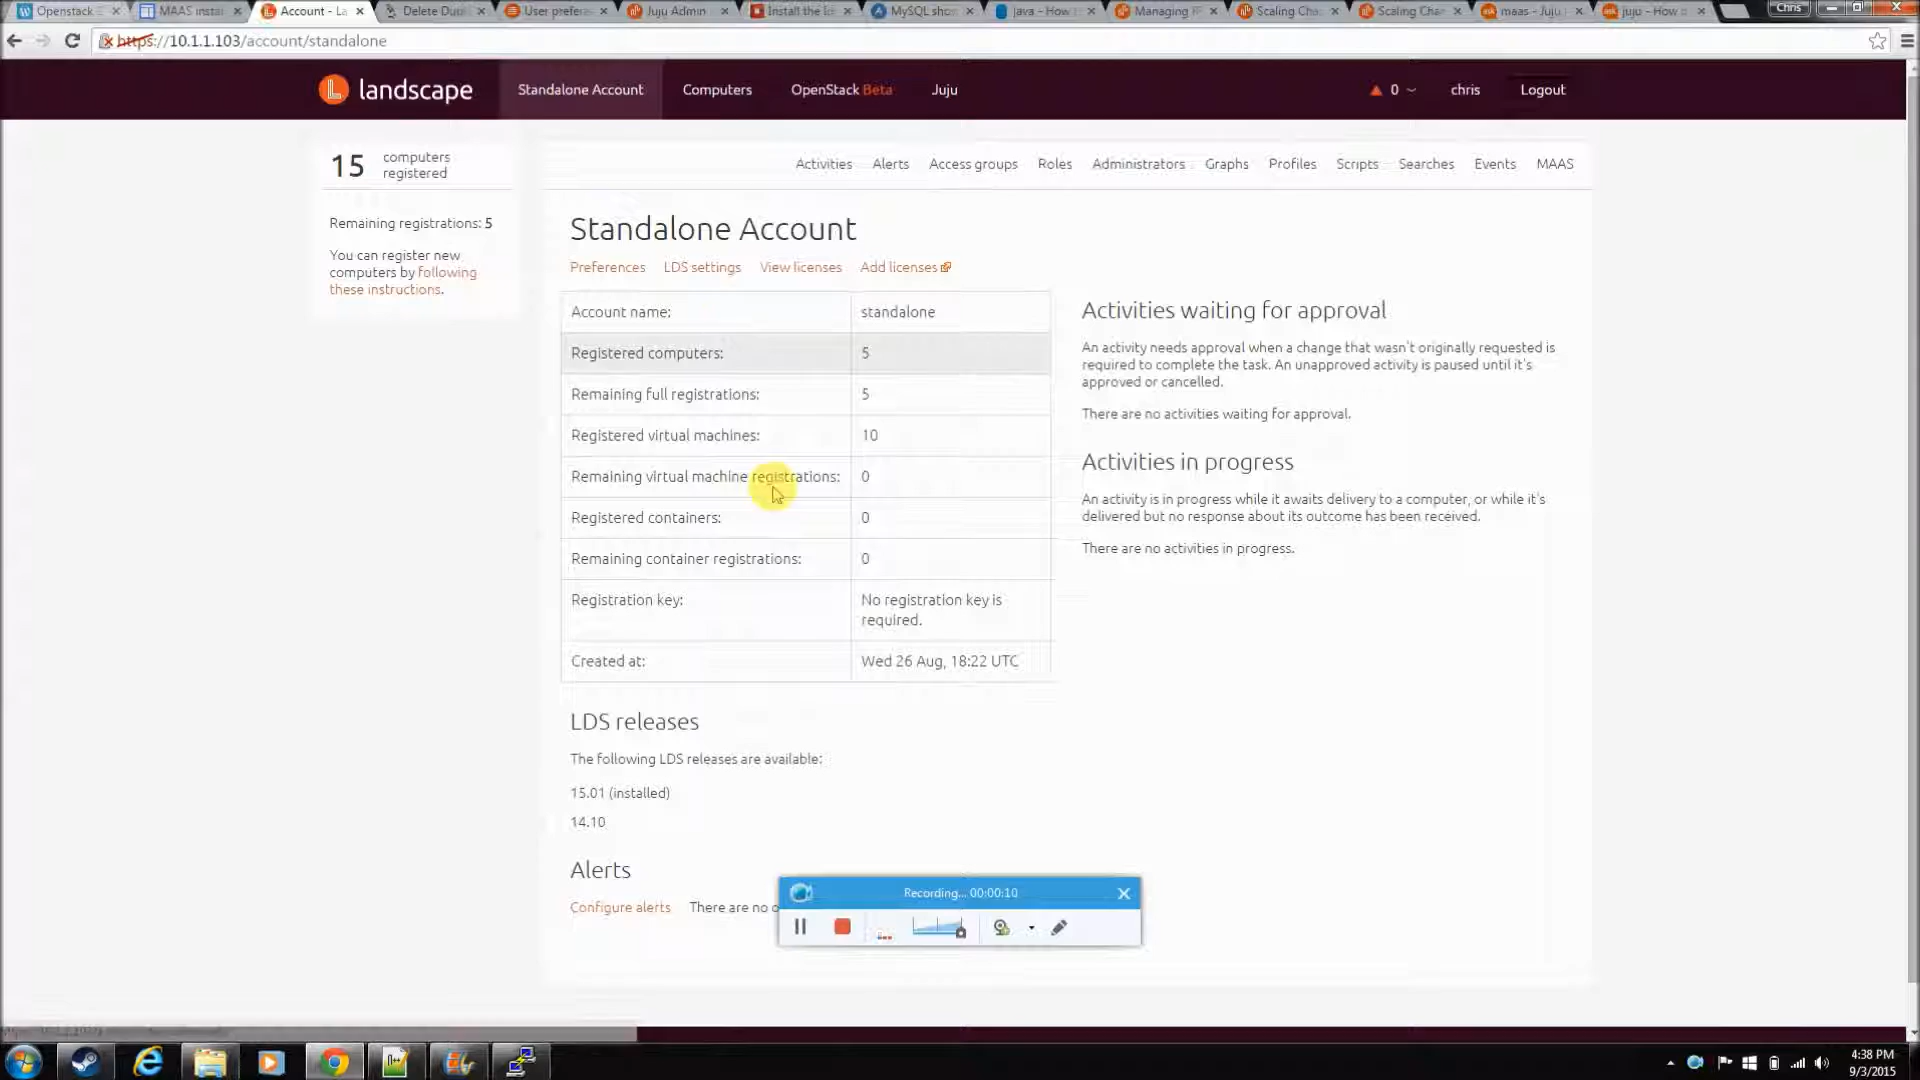 Openstack
MAAS instal
Account - La
Delete Dupl
User prefere
Juju Admin
Install the l
MySQL sho
java - How t
Managing
Scaling Cha
Scaling Cha
maas - Juju
juju - How
Chris
https://10.1.1.103/account/standalone
landscape
Standalone Account
Computers
OpenStack Beta
Juju
0
chris
Logout
15 computers
registered
Remaining registrations: 5
You can register new
computers by following
these instructions.
Activities
Alerts
Access groups
Roles
Administrators
Graphs
Profiles
Scripts
Searches
Events
MAAS
Standalone Account
Preferences
LDS settings
View licenses
Add licenses
Account name: standalone
Registered computers: 5
Remaining full registrations: 5
Registered virtual machines: 10
Remaining virtual machine registrations: 0
Registered containers: 0
Remaining container registrations: 0
Registration key: No registration key is
required.
Created at: Wed 26 Aug, 18:22 UTC
Activities waiting for approval
An activity needs approval when a change that wasn't originally requested is
required to complete the task. An unapproved activity is paused until it's
approved or cancelled.
There are no activities waiting for approval.
Activities in progress
An activity is in progress while it awaits delivery to a computer, or while it's
delivered but no response about its outcome has been received.
There are no activities in progress.
LDS releases
The following LDS releases are available:
15.01 (installed)
14.10
Alerts
Configure alerts
There are no o
Recording... 00:00:10
4:38 PM
9/3/2015